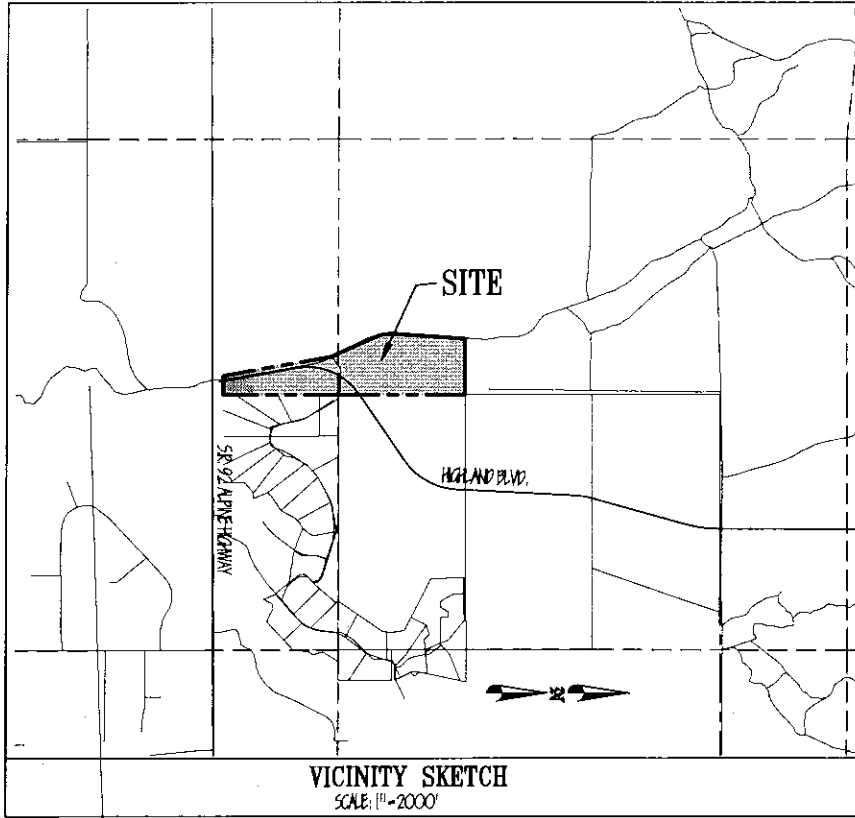 SITE
HIGHLAND BLVD.
SR. 92 ALPINE HIGHWAY
VICINITY SKETCH
SCALE: 1"=2000'